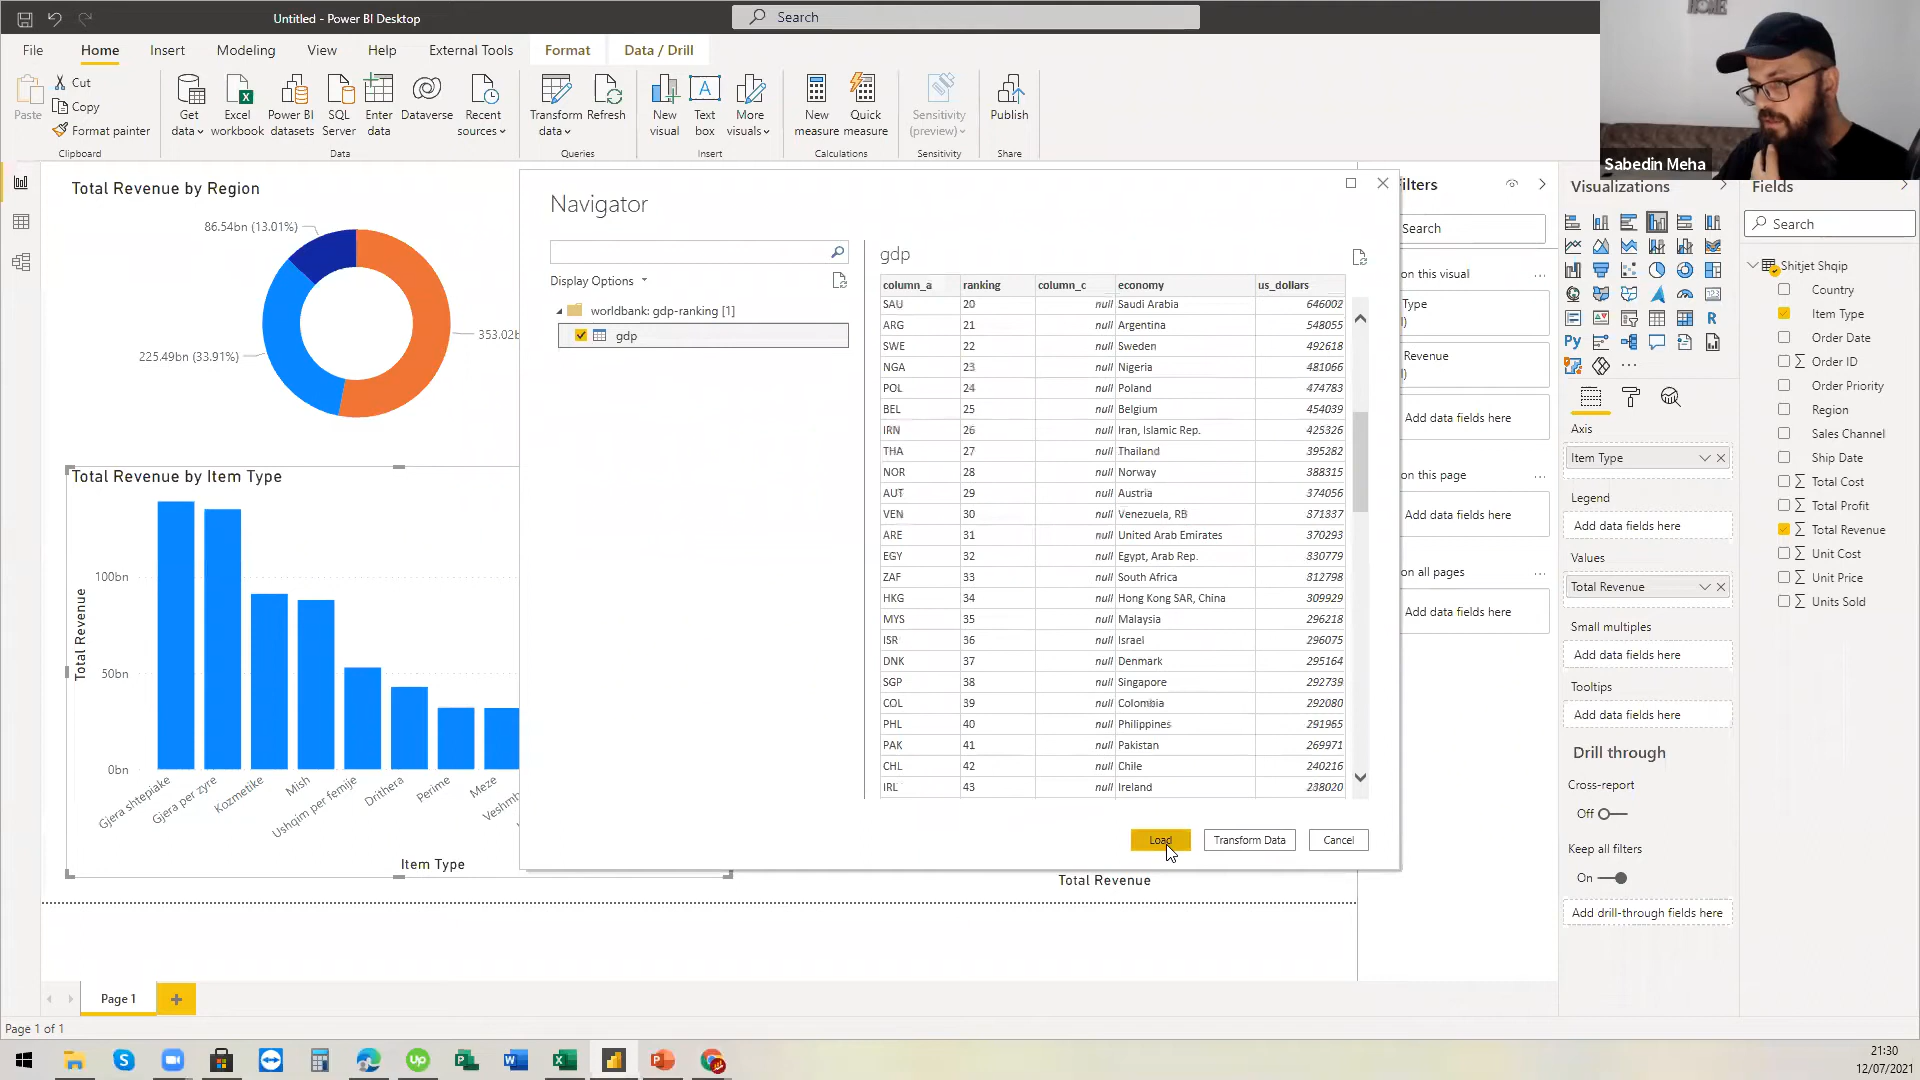 Untitled - Power BI Desktop
Search
Sabedin Meha
File
Home
Insert
Modeling
View
Help
External Tools
Format
Data / Drill
Paste
Cut
Copy
Format painter
Get data
Excel workbook
Power BI datasets
SQL Server
Enter data
Dataverse
Recent sources
Transform data
Refresh
New visual
Text box
More visuals
New measure
Quick measure
Sensitivity (preview)
Publish
Clipboard
Data
Queries
Insert
Calculations
Sensitivity
Share
Total Revenue by Region
86.54bn (13.01%)
225.49bn (33.91%)
353.02b
Total Revenue by Item Type
Total Revenue
100bn
50bn
0bn
Gjera shtepiake
Gjera per zyre
Kozmetike
Mish
Ushqim per femije
Drithera
Perime
Meze
Veshmb
Item Type
Total Revenue
Navigator
Display Options
worldbank: gdp-ranking [1]
gdp
gdp
column_a ranking column_c economy us_dollars
SAU 20 null Saudi Arabia 646002
ARG 21 null Argentina 548055
SWE 22 null Sweden 492618
NGA 23 null Nigeria 481066
POL 24 null Poland 474783
BEL 25 null Belgium 454039
IRN 26 null Iran, Islamic Rep. 425326
THA 27 null Thailand 395282
NOR 28 null Norway 388315
AUT 29 null Austria 374056
VEN 30 null Venezuela, RB 371337
ARE 31 null United Arab Emirates 370293
EGY 32 null Egypt, Arab Rep. 330779
ZAF 33 null South Africa 312798
HKG 34 null Hong Kong SAR, China 309929
MYS 35 null Malaysia 296218
ISR 36 null Israel 296075
DNK 37 null Denmark 295164
SGP 38 null Singapore 292739
COL 39 null Colombia 292080
PHL 40 null Philippines 291965
PAK 41 null Pakistan 269971
CHL 42 null Chile 240216
IRL 43 null Ireland 238020
Load
Transform Data
Cancel
ilters
Search
on this visual
Type
l)
Revenue
l)
Add data fields here
on this page
Add data fields here
on all pages
Add data fields here
Visualizations
R
Py
Axis
Item Type
Legend
Add data fields here
Values
Total Revenue
Small multiples
Add data fields here
Tooltips
Add data fields here
Drill through
Cross-report
Off
Keep all filters
On
Add drill-through fields here
Fields
Search
Shitjet Shqip
Country
Item Type
Order Date
Order ID
Order Priority
Region
Sales Channel
Ship Date
Total Cost
Total Profit
Total Revenue
Unit Cost
Unit Price
Units Sold
Page 1
Page 1 of 1
21:30
12/07/2021